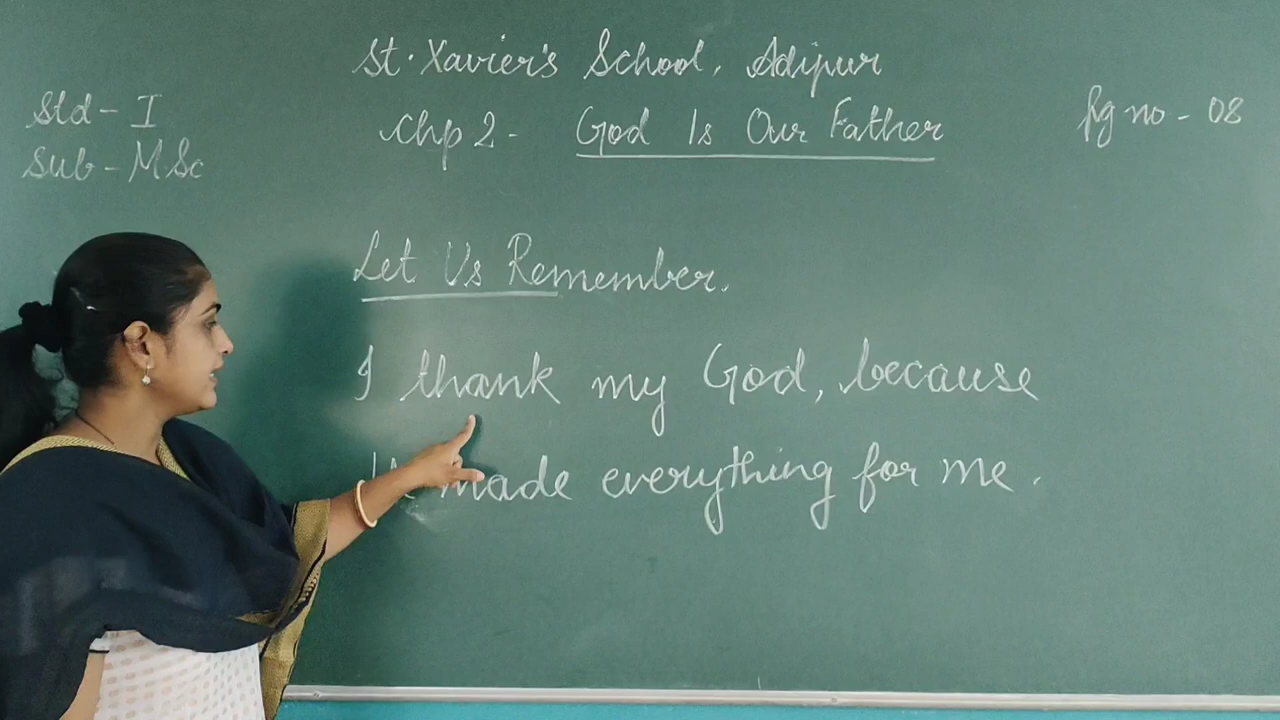 St. Xavier's School, Adipur
Std - I
Chp 2 - God Is Our Father
Pg no - 08
Sub - M Sc
Let Us Remember.
I thank my God, because
made everything for me.